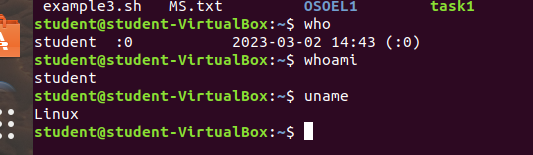 example3.sh MS.txt OSOEL1 task1
student@student-VirtualBox:~$ who
student :0 2023-03-02 14:43 (:0)
student@student-VirtualBox:~$ whoami
student
student@student-VirtualBox:~$ uname
Linux
student@student-VirtualBox:~$